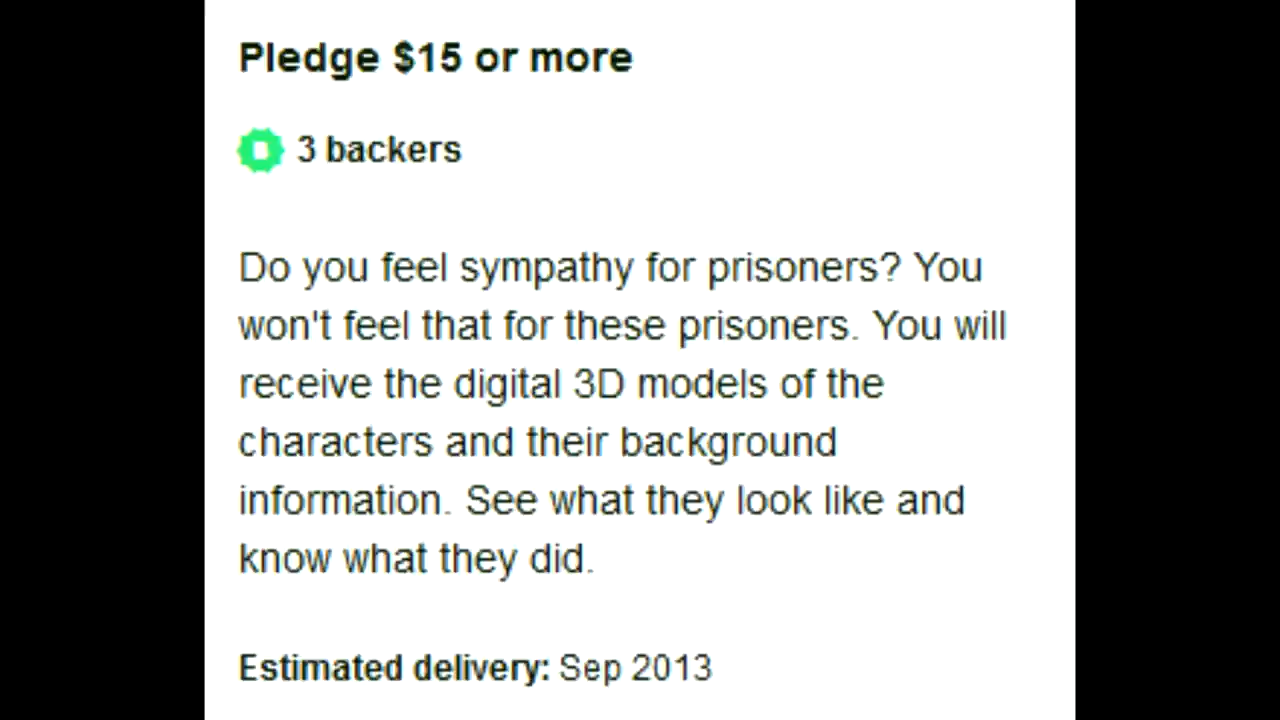 Pledge $15 or more
3 backers
Do you feel sympathy for prisoners? You
won't feel that for these prisoners. You will
receive the digital 3D models of the
characters and their background
information. See what they look like and
know what they did.
Estimated delivery: Sep 2013